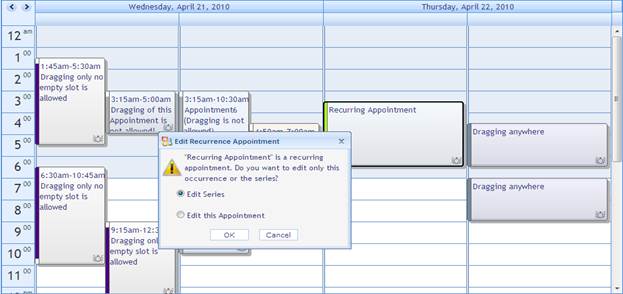 Wednesday, April 21, 2010
Thursday, April 22, 2010
12 am
1 00
2 00
3 00
4 00
5 00
6 00
7 00
8 00
9 00
10 00
11 00
1:45am-5:30am
Dragging only no
empty slot is
allowed
3:15am-5:00am
Dragging of this
Appointment is
not allowed!
3:15am-10:30am
Appointment6
(Dragging is not
allowed)
6:30am-10:45am
Dragging only no
empty slot is
allowed
9:15am-12:3
Dragging onl
empty slot is
allowed
Recurring Appointment
Dragging anywhere
Dragging anywhere
Edit Recurrence Appointment
"Recurring Appointment" is a recurring
appointment. Do you want to edit only this
occurrence or the series?
Edit Series
Edit this Appointment
OK
Cancel